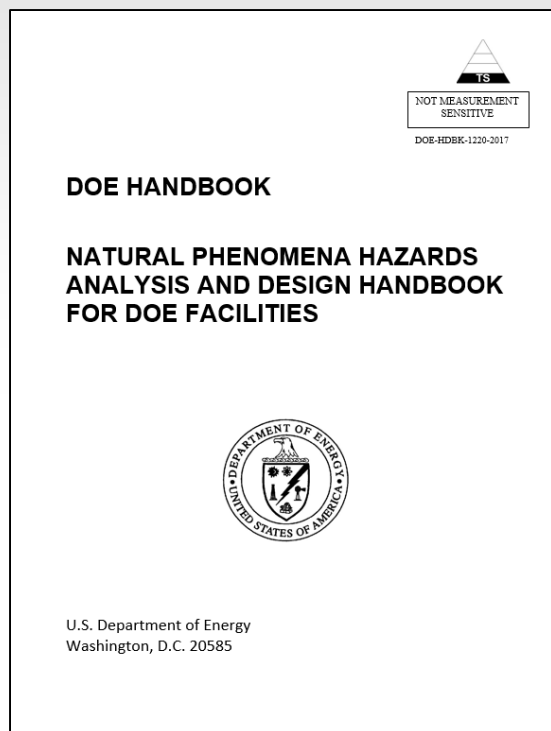 TS
NOT MEASUREMENT
SENSITIVE
DOE-HDBK-1220-2017
DOE HANDBOOK
NATURAL PHENOMENA HAZARDS
ANALYSIS AND DESIGN HANDBOOK
FOR DOE FACILITIES
DEPARTMENT OF ENERGY
UNITED STATES OF AMERICA
U.S. Department of Energy
Washington, D.C. 20585